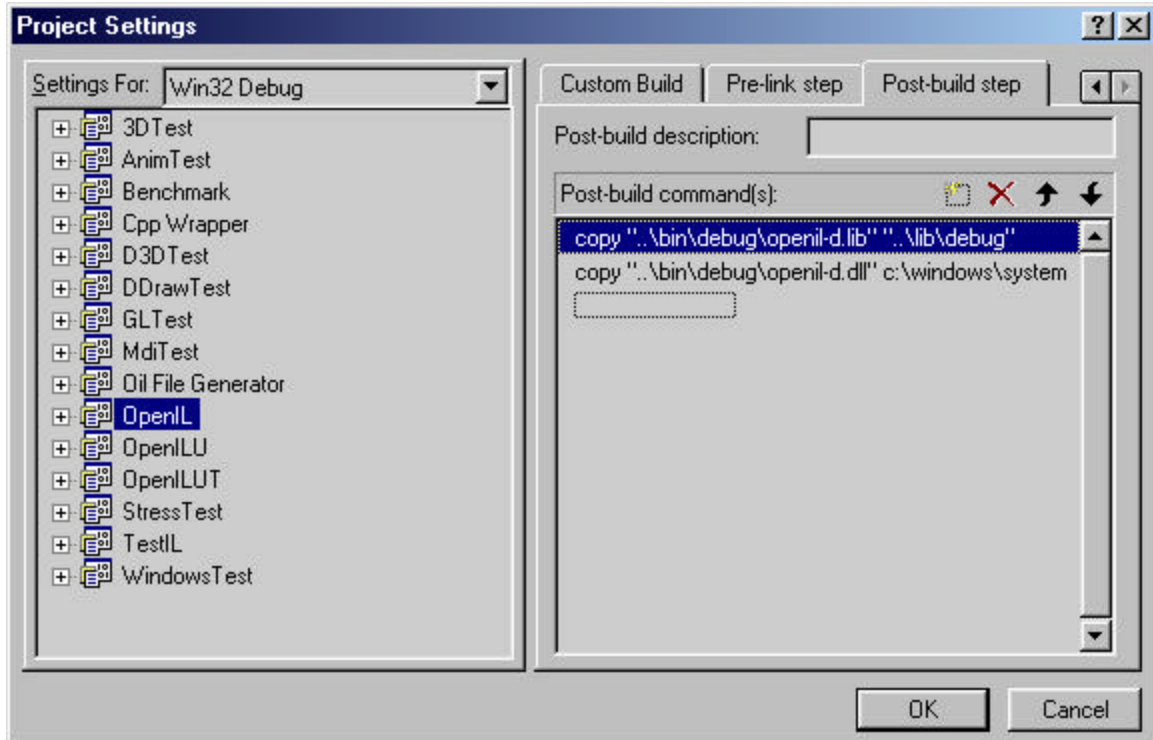 Project Settings
Settings For: Win32 Debug
3DTest
AnimTest
Benchmark
Cpp Wrapper
D3DTest
DDrawTest
GLTest
MdiTest
Oil File Generator
OpenIL
OpenILU
OpenILUT
StressTest
TestIL
WindowsTest
Custom Build Pre-link step Post-build step
Post-build description:
Post-build command(s):
copy "..\bin\debug\openil-d.lib" "..\lib\debug"
copy "..\bin\debug\openil-d.dll" c:\windows\system
OK Cancel